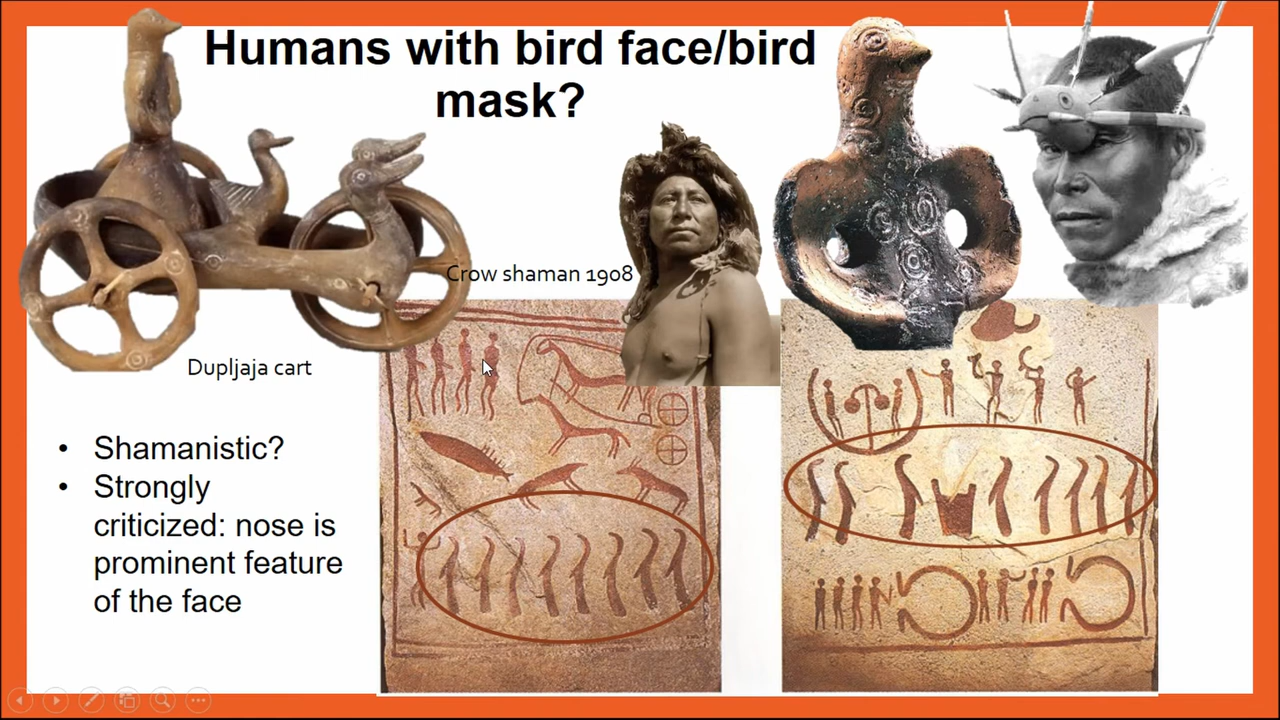 Humans with bird face/bird
mask?
Crow shaman 1908
Dupljaja cart
• Shamanistic?
• Strongly
criticized: nose is
prominent feature
of the face